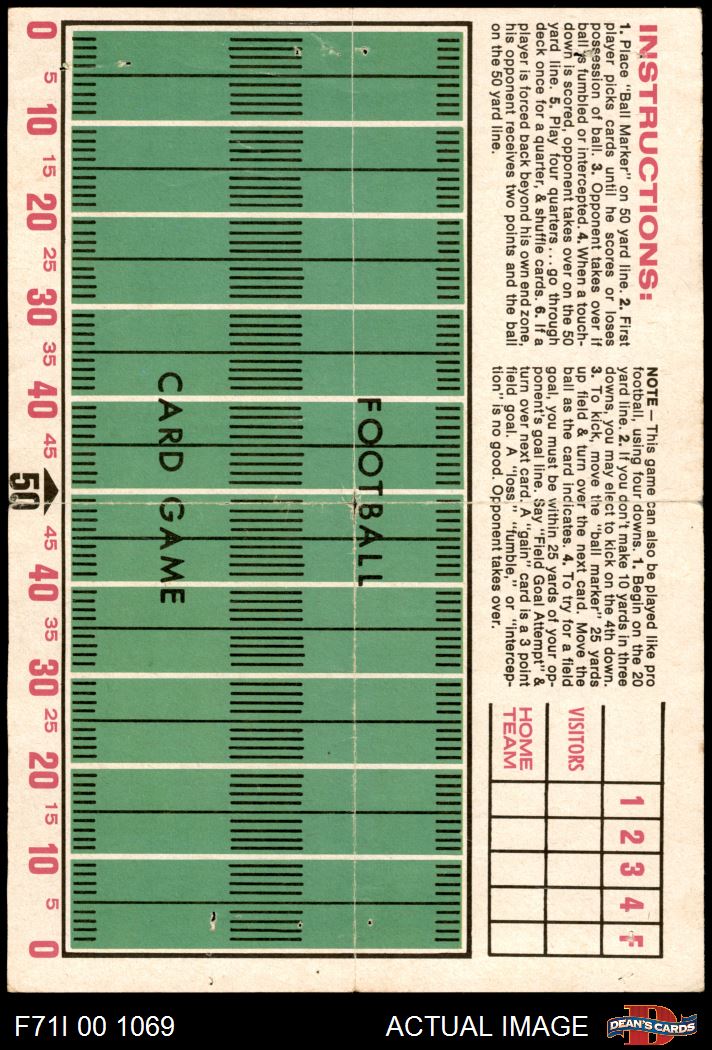 INSTRUCTIONS:
1. Place "Ball Marker" on 50 yard line. 2. First
player picks cards until he scores or loses
possession of ball. 3. Opponent takes over if
ball is fumbled or intercepted. 4. When a touch-
down is scored, opponent takes over on the 50
yard line. 5. Play four quarters...go through
deck once for a quarter, & shuffle cards. 6. If a
player is forced back beyond his own end zone,
his opponent receives two points and the ball
on the 50 yard line.
NOTE — This game can also be played like pro
football, using four downs. 1. Begin on the 20
yard line. 2. If you don't make 10 yards in three
downs, you may elect to kick on the 4th down.
3. To kick, move the "ball marker" 25 yards
up field & turn over the next card. Move the
ball as the card indicates. 4. To try for a field
goal, you must be within 25 yards of your op-
ponent's goal line. Say "Field Goal Attempt" &
turn over next card. A "gain" card is a 3 point
field goal. A "loss," "fumble," or "intercep-
tion" is no good. Opponent takes over.
1 2 3 4 F
VISITORS
HOME
TEAM
FOOTBALL
CARD GAME
0 5 10 15 20 25 30 35 40 45 50 45 40 35 30 25 20 15 10 5 0
F71I 00 1069
ACTUAL IMAGE
D
DEAN'S CARDS